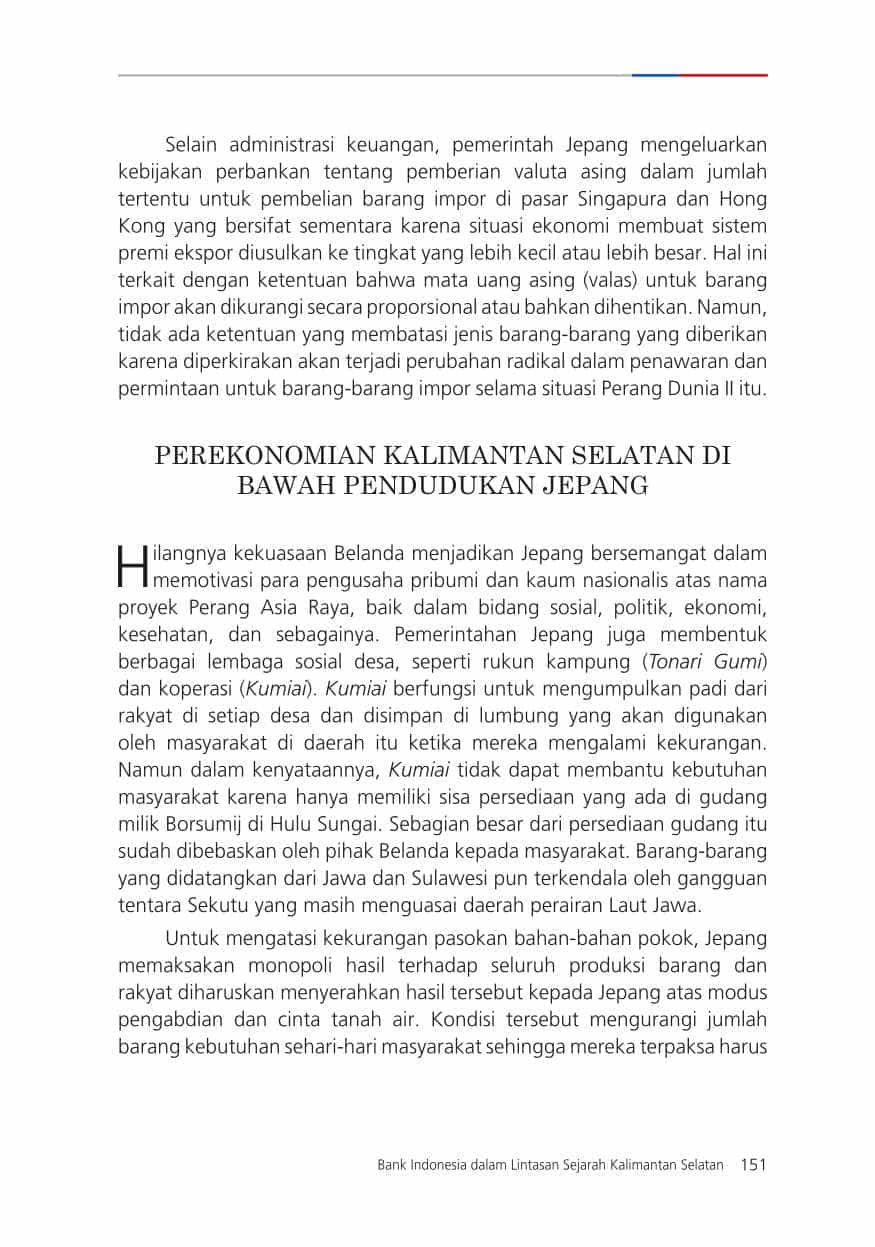 Selain administrasi keuangan, pemerintah Jepang mengeluarkan
kebijakan perbankan tentang pemberian valuta asing dalam jumlah
tertentu untuk pembelian barang impor di pasar Singapura dan Hong
Kong yang bersifat sementara karena situasi ekonomi membuat sistem
premi ekspor diusulkan ke tingkat yang lebih kecil atau lebih besar. Hal ini
terkait dengan ketentuan bahwa mata uang asing (valas) untuk barang
impor akan dikurangi secara proporsional atau bahkan dihentikan. Namun,
tidak ada ketentuan yang membatasi jenis barang-barang yang diberikan
karena diperkirakan akan terjadi perubahan radikal dalam penawaran dan
permintaan untuk barang-barang impor selama situasi Perang Dunia II itu.
PEREKONOMIAN KALIMANTAN SELATAN DI
BAWAH PENDUDUKAN JEPANG
Hilangnya kekuasaan Belanda menjadikan Jepang bersemangat dalam
memotivasi para pengusaha pribumi dan kaum nasionalis atas nama
proyek Perang Asia Raya, baik dalam bidang sosial, politik, ekonomi,
kesehatan, dan sebagainya. Pemerintahan Jepang juga membentuk
berbagai lembaga sosial desa, seperti rukun kampung (Tonari Gumi)
dan koperasi (Kumiai). Kumiai berfungsi untuk mengumpulkan padi dari
rakyat di setiap desa dan disimpan di lumbung yang akan digunakan
oleh masyarakat di daerah itu ketika mereka mengalami kekurangan.
Namun dalam kenyataannya, Kumiai tidak dapat membantu kebutuhan
masyarakat karena hanya memiliki sisa persediaan yang ada di gudang
milik Borsumij di Hulu Sungai. Sebagian besar dari persediaan gudang itu
sudah dibebaskan oleh pihak Belanda kepada masyarakat. Barang-barang
yang didatangkan dari Jawa dan Sulawesi pun terkendala oleh gangguan
tentara Sekutu yang masih menguasai daerah perairan Laut Jawa.
Untuk mengatasi kekurangan pasokan bahan-bahan pokok, Jepang
memaksakan monopoli hasil terhadap seluruh produksi barang dan
rakyat diharuskan menyerahkan hasil tersebut kepada Jepang atas modus
pengabdian dan cinta tanah air. Kondisi tersebut mengurangi jumlah
barang kebutuhan sehari-hari masyarakat sehingga mereka terpaksa harus
Bank Indonesia dalam Lintasan Sejarah Kalimantan Selatan 151